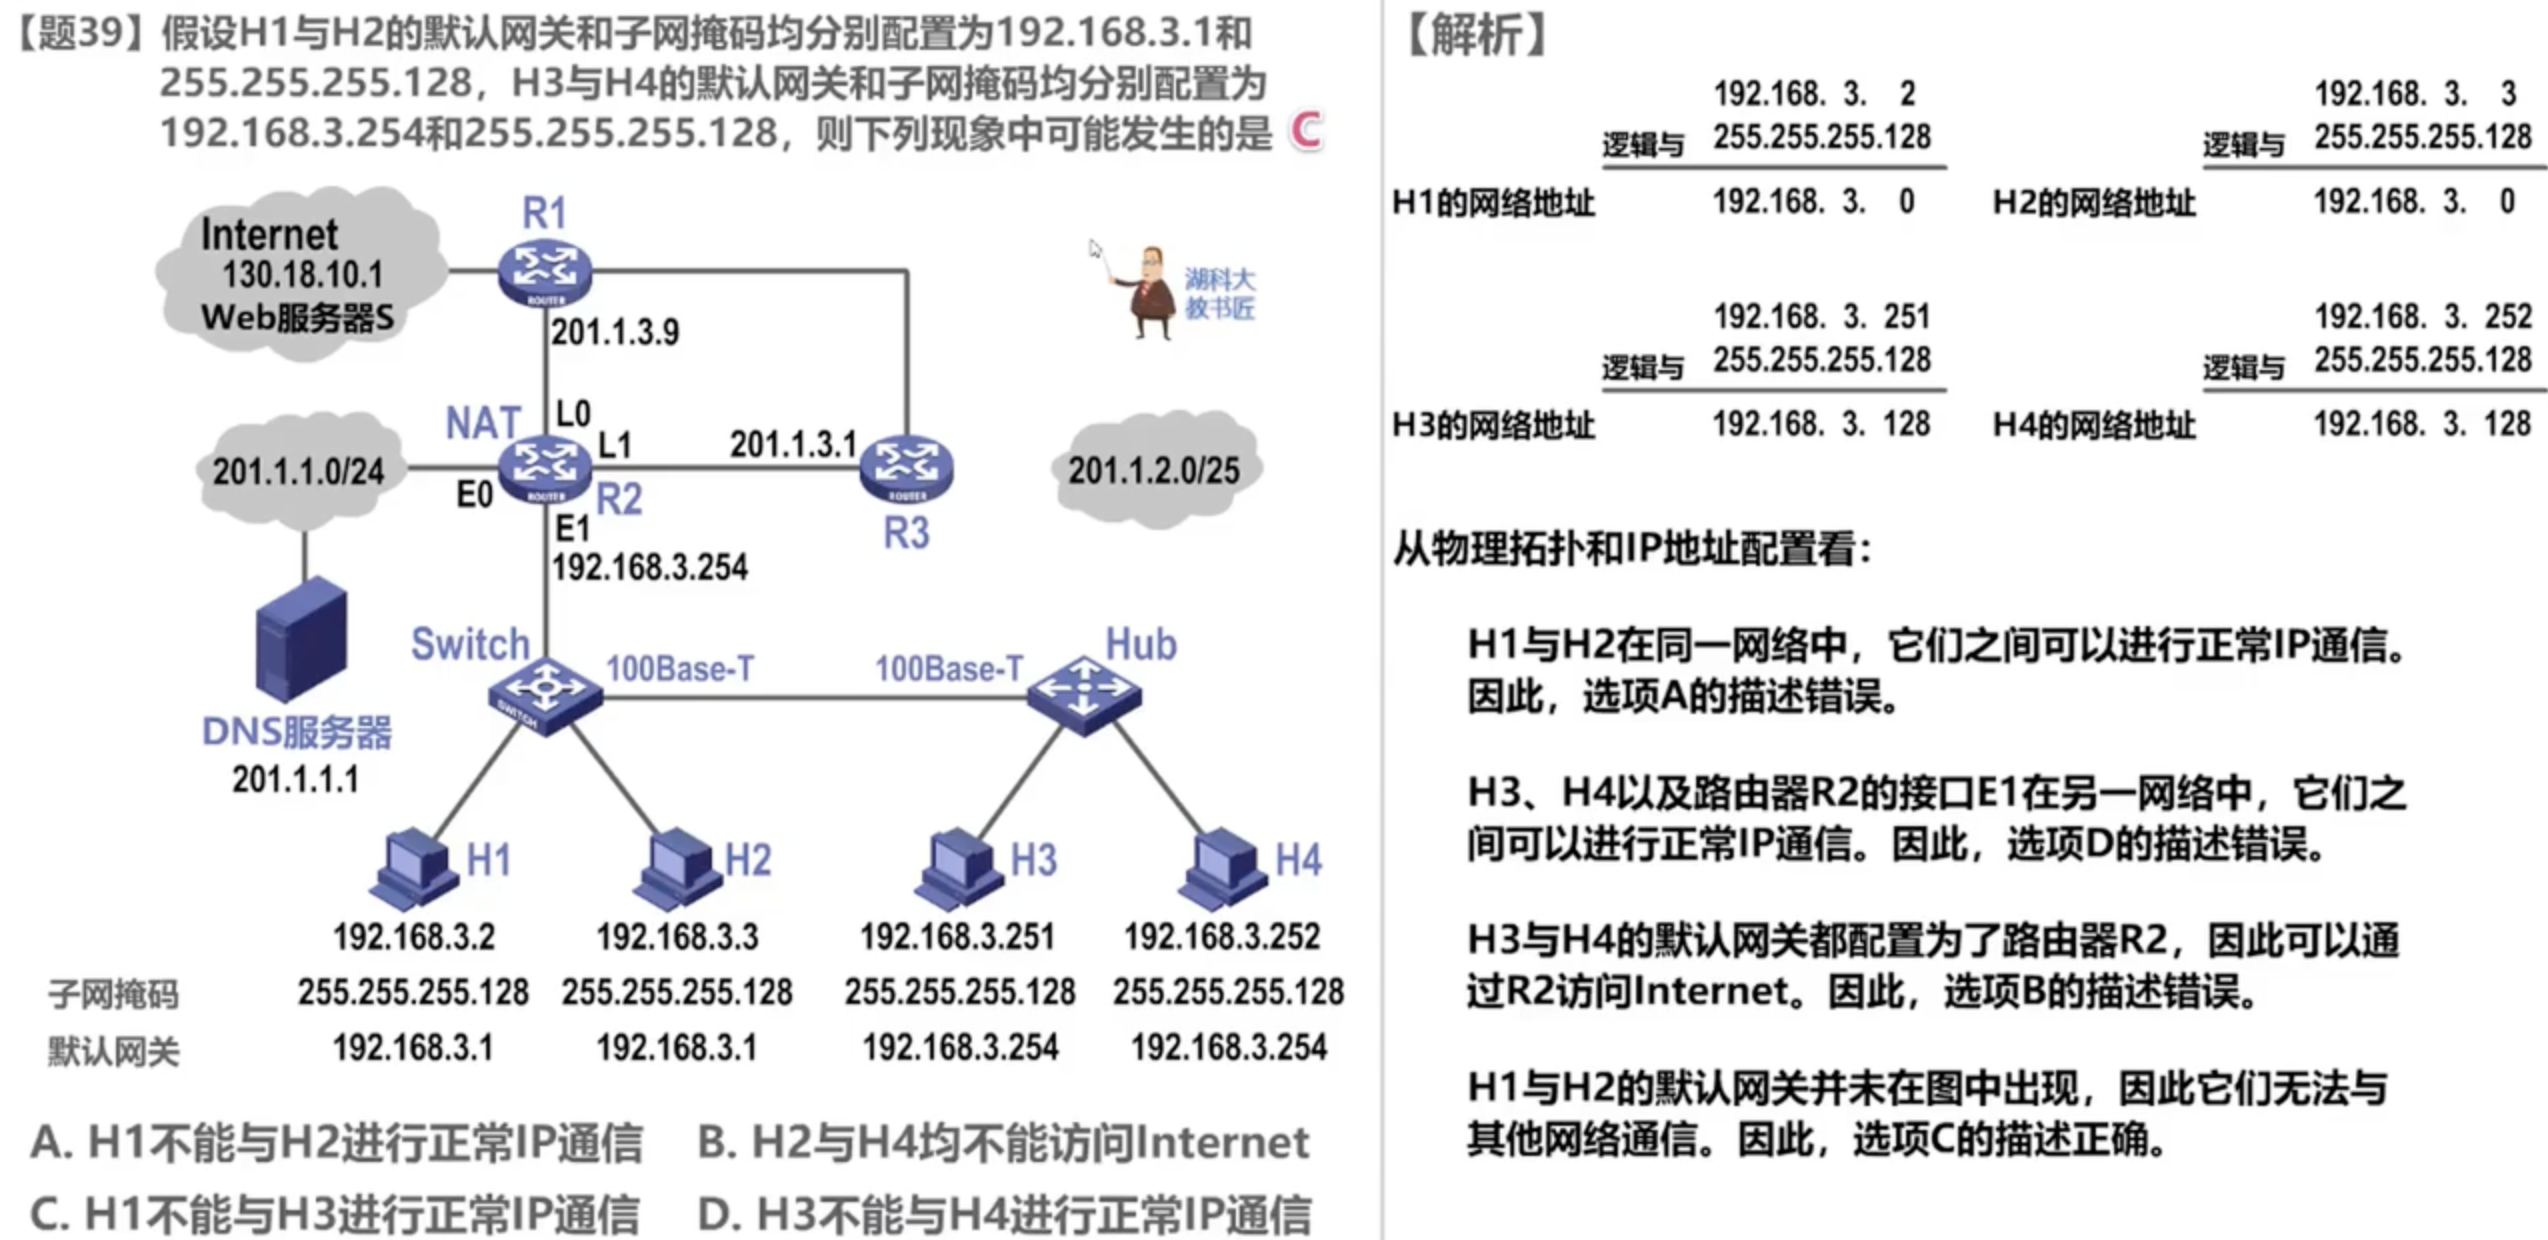 【题39】假设H1与H2的默认网关和子网掩码均分别配置为192.168.3.1和
255.255.255.128，H3与H4的默认网关和子网掩码均分别配置为
192.168.3.254和255.255.255.128，则下列现象中可能发生的是 C
R1
Internet
130.18.10.1
Web服务器S
ROUTER
201.1.3.9
湖科大
教书匠
NAT
L0
L1
201.1.3.1
201.1.1.0/24
201.1.2.0/25
E0
ROUTER
R2
ROUTER
R3
E1
192.168.3.254
Switch
100Base-T
100Base-T
Hub
SWITCH
DNS服务器
201.1.1.1
H1
H2
H3
H4
192.168.3.2 192.168.3.3 192.168.3.251 192.168.3.252
子网掩码 255.255.255.128 255.255.255.128 255.255.255.128 255.255.255.128
默认网关 192.168.3.1 192.168.3.1 192.168.3.254 192.168.3.254
A. H1不能与H2进行正常IP通信 B. H2与H4均不能访问Internet
C. H1不能与H3进行正常IP通信 D. H3不能与H4进行正常IP通信
【解析】
192.168. 3. 2 192.168. 3. 3
逻辑与 255.255.255.128 逻辑与 255.255.255.128
H1的网络地址 192.168. 3. 0 H2的网络地址 192.168. 3. 0
192.168. 3. 251 192.168. 3. 252
逻辑与 255.255.255.128 逻辑与 255.255.255.128
H3的网络地址 192.168. 3. 128 H4的网络地址 192.168. 3. 128
从物理拓扑和IP地址配置看：
H1与H2在同一网络中，它们之间可以进行正常IP通信。
因此，选项A的描述错误。
H3、H4以及路由器R2的接口E1在另一网络中，它们之
间可以进行正常IP通信。因此，选项D的描述错误。
H3与H4的默认网关都配置为了路由器R2，因此可以通
过R2访问Internet。因此，选项B的描述错误。
H1与H2的默认网关并未在图中出现，因此它们无法与
其他网络通信。因此，选项C的描述正确。